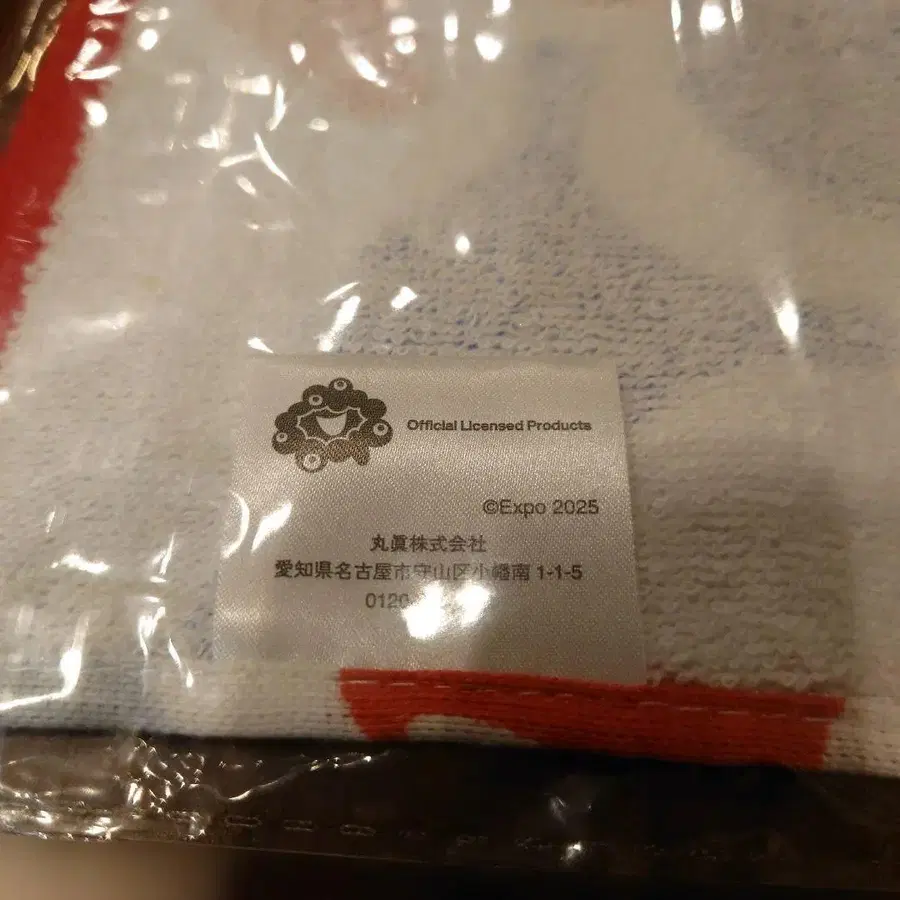 Official Licensed Products
©Expo 2025
丸眞株式会社
愛知県名古屋市守山区小幡南 1-1-5
0120